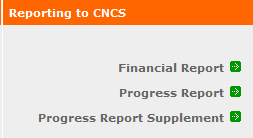 Reporting to CNCS
Financial Report
Progress Report
Progress Report Supplement